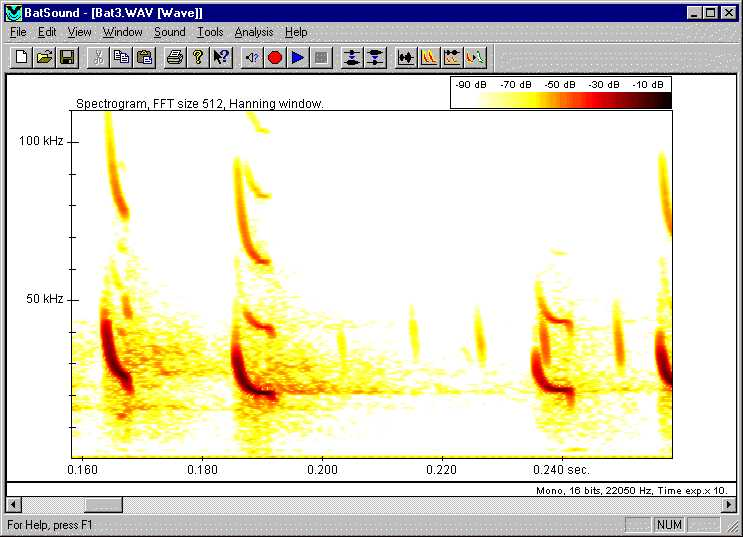 BatSound - [Bat3.WAV [Wave]]
File Edit View Window Sound Tools Analysis Help
-90 dB -70 dB -50 dB -30 dB -10 dB
Spectrogram, FFT size 512, Hanning window.
100 kHz
50 kHz
0.160 0.180 0.200 0.220 0.240 sec.
Mono, 16 bits, 22050 Hz, Time exp.x 10.
For Help, press F1 NUM